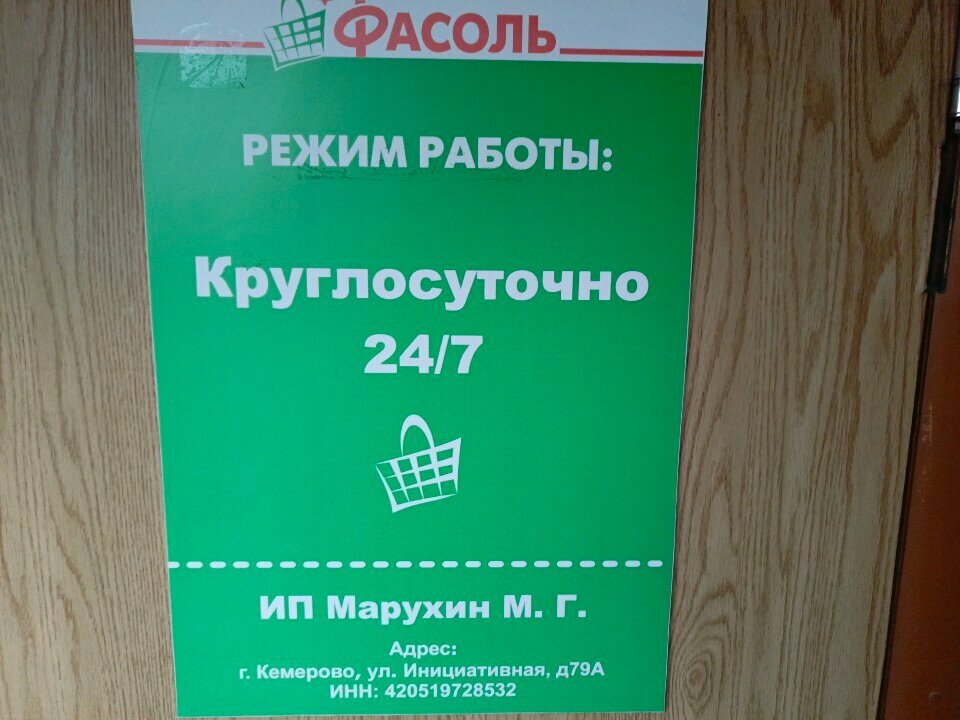 ФАСОЛЬ
РЕЖИМ РАБОТЫ:
Круглосуточно
24/7
ИП Марухин М. Г.
Адрес:
г. Кемерово, ул. Инициативная, д79А
ИНН: 420519728532